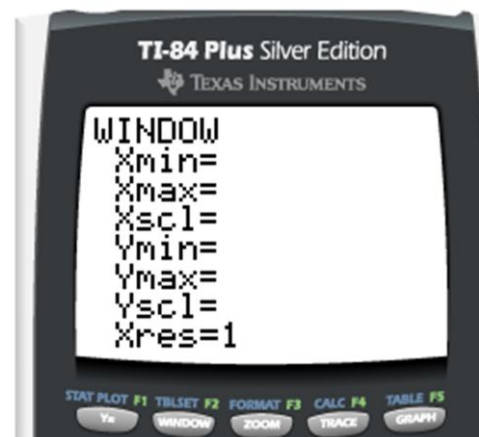 TI-84 Plus Silver Edition
TEXAS INSTRUMENTS
WINDOW
Xmin=
Xmax=
Xscl=
Ymin=
Ymax=
Yscl=
Xres=1
STAT PLOT F1 TBLSET F2 FORMAT F3 CALC F4 TABLE F5
Y= WINDOW ZOOM TRACE GRAPH